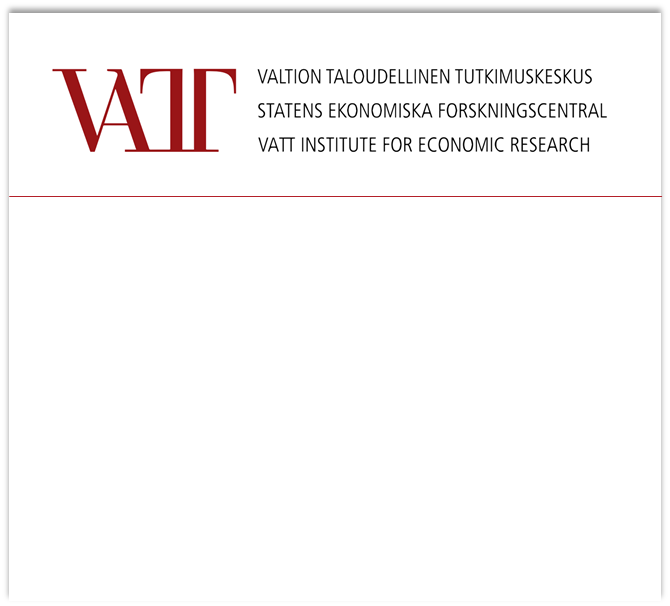 VATT
VALTION TALOUDELLINEN TUTKIMUSKESKUS
STATENS EKONOMISKA FORSKNINGSCENTRAL
VATT INSTITUTE FOR ECONOMIC RESEARCH